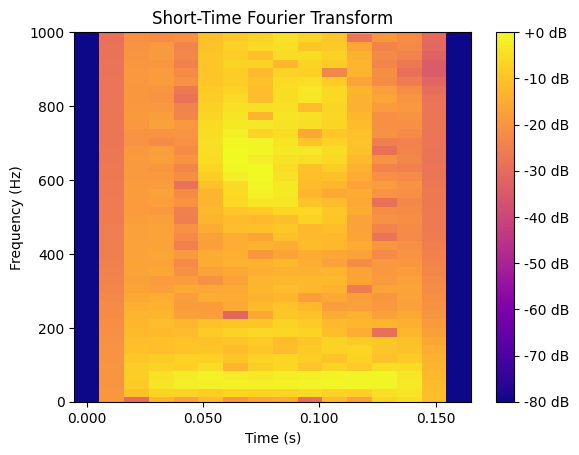 Short-Time Fourier Transform
1000
800
600
400
200
0
Frequency (Hz)
0.000
0.050
0.100
0.150
Time (s)
+0 dB
-10 dB
-20 dB
-30 dB
-40 dB
-50 dB
-60 dB
-70 dB
-80 dB